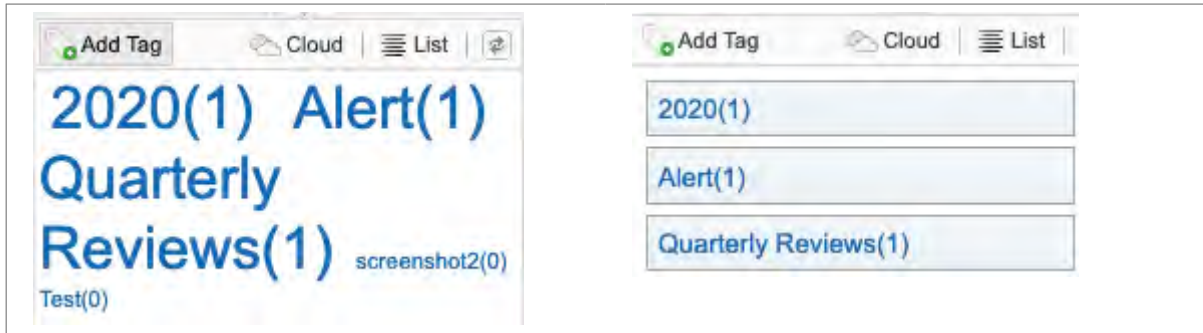 Add Tag Cloud List
2020(1) Alert(1)
Quarterly
Reviews(1) screenshot2(0)
Test(0)
Add Tag Cloud List
2020(1)
Alert(1)
Quarterly Reviews(1)